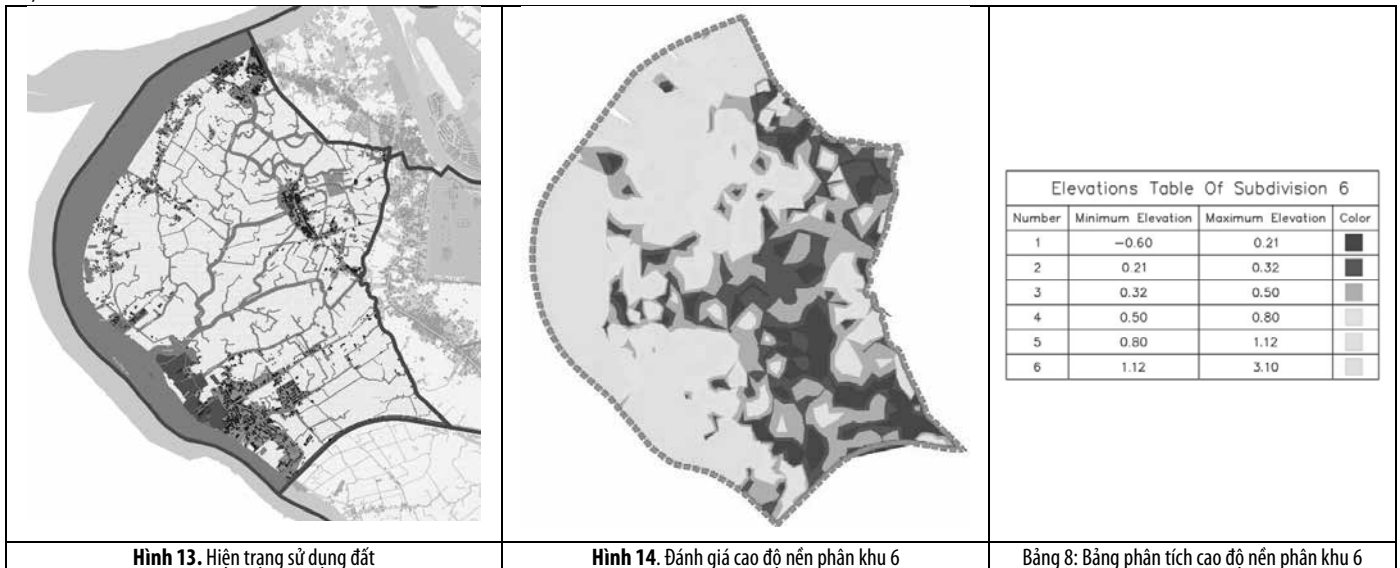 Elevations Table Of Subdivision 6
Number Minimum Elevation Maximum Elevation Color
1 −0.60 0.21
2 0.21 0.32
3 0.32 0.50
4 0.50 0.80
5 0.80 1.12
6 1.12 3.10
Hình 13. Hiện trạng sử dụng đất
Hình 14. Đánh giá cao độ nền phân khu 6
Bảng 8: Bảng phân tích cao độ nền phân khu 6